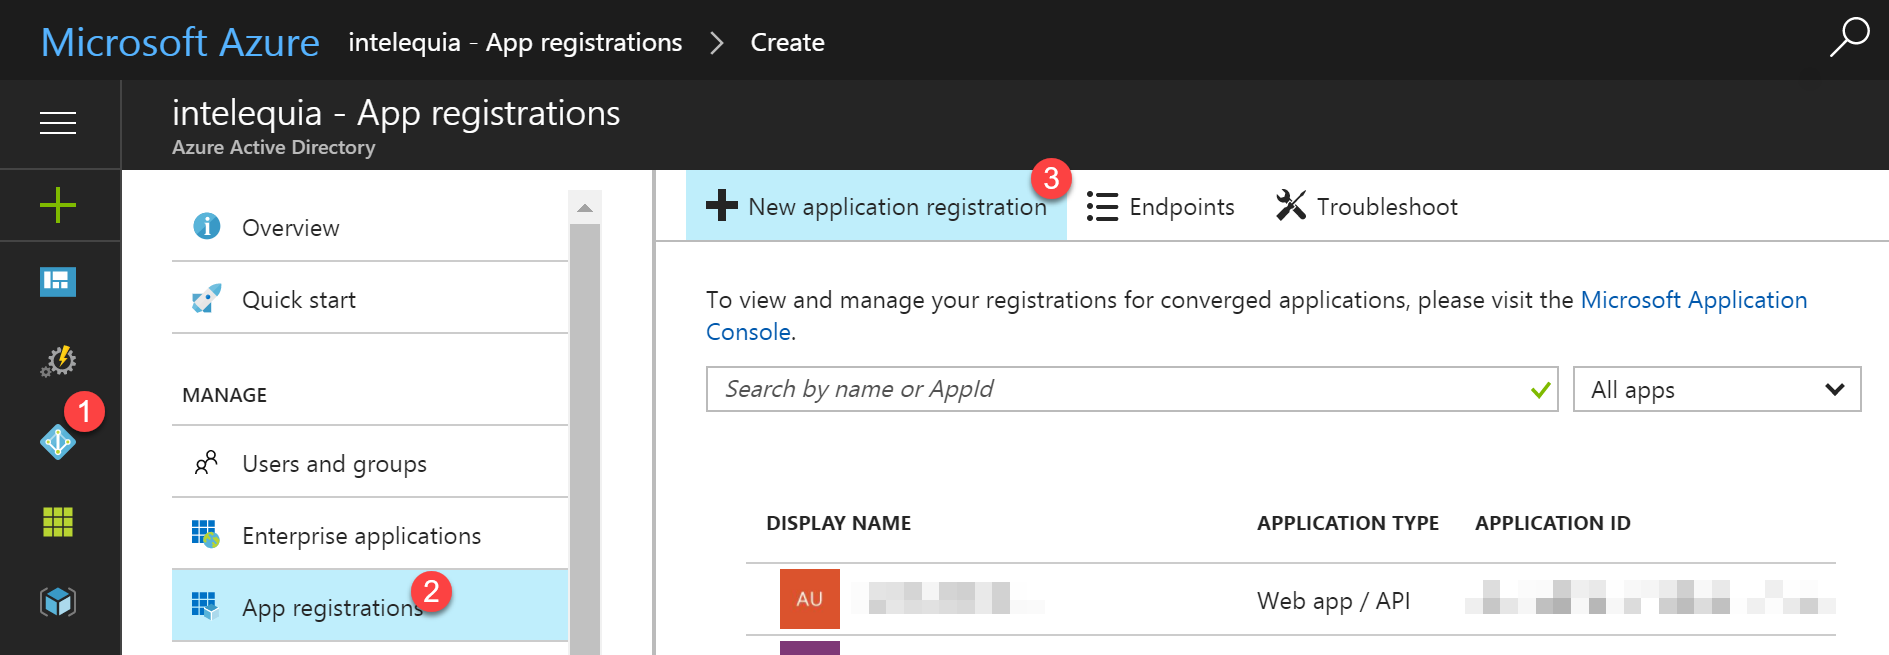 Microsoft Azure intelequia - App registrations > Create
intelequia - App registrations
Azure Active Directory
Overview
Quick start
MANAGE
1
Users and groups
Enterprise applications
App registrations 2
New application registration 3 Endpoints Troubleshoot
To view and manage your registrations for converged applications, please visit the Microsoft Application
Console.
Search by name or AppId All apps
DISPLAY NAME APPLICATION TYPE APPLICATION ID
AU Web app / API